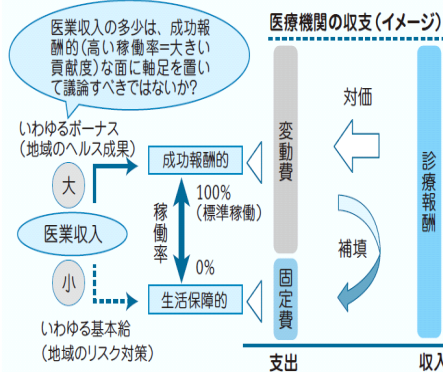 医業収入の多少は、成功報
酬的(高い稼働率=大きい
貢献度)な面に軸足を置い
て議論すべきではないか?
医療機関の収支(イメージ)
いわゆるボーナス
(地域のヘルス成果)
大
医業収入
小
いわゆる基本給
(地域のリスク対策)
成功報酬的
100%
(標準稼働)
稼働率
0%
生活保障的
変動費
固定費
対価
補填
診療報酬
支出
収入